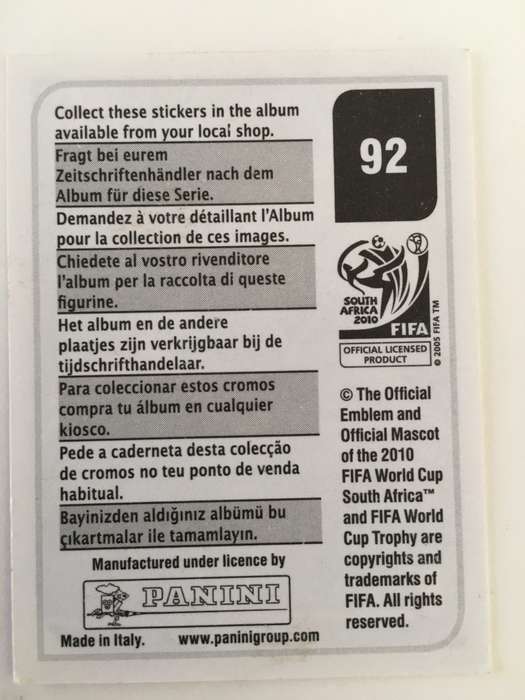 Collect these stickers in the album
available from your local shop.
Fragt bei eurem
Zeitschriftenhändler nach dem
Album für diese Serie.
Demandez à votre détaillant l'Album
pour la collection de ces images.
Chiedete al vostro rivenditore
l'album per la raccolta di queste
figurine.
Het album en de andere
plaatjes zijn verkrijgbaar bij de
tijdschrifthandelaar.
Para coleccionar estos cromos
compra tu álbum en cualquier
kiosco.
Pede a caderneta desta colecção
de cromos no teu ponto de venda
habitual.
Bayinizden aldığınız albümü bu
çıkartmalar ile tamamlayın.
Manufactured under licence by
PANINI
Made in Italy. www.paninigroup.com
92
SOUTH
AFRICA
2010
FIFA
OFFICIAL LICENSED
PRODUCT
© 2005 FIFA TM
© The Official
Emblem and
Official Mascot
of the 2010
FIFA World Cup
South Africa™
and FIFA World
Cup Trophy are
copyrights and
trademarks of
FIFA. All rights
reserved.